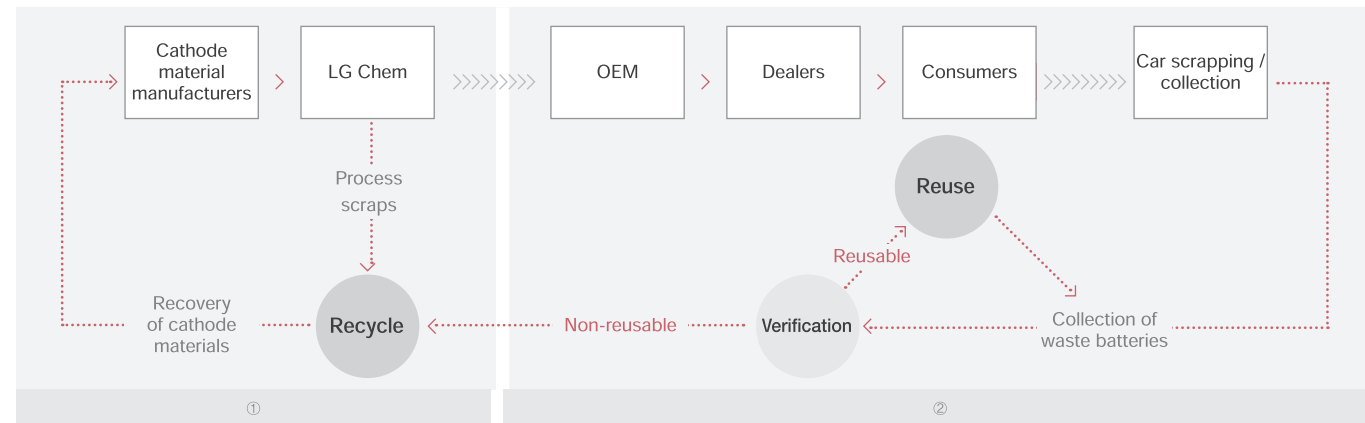 Cathode
material
manufacturers
LG Chem
OEM
Dealers
Consumers
Car scrapping /
collection
Process
scraps
Reuse
Reusable
Recovery
of cathode
materials
Recycle
Non-reusable
Verification
Collection of
waste batteries
①
②